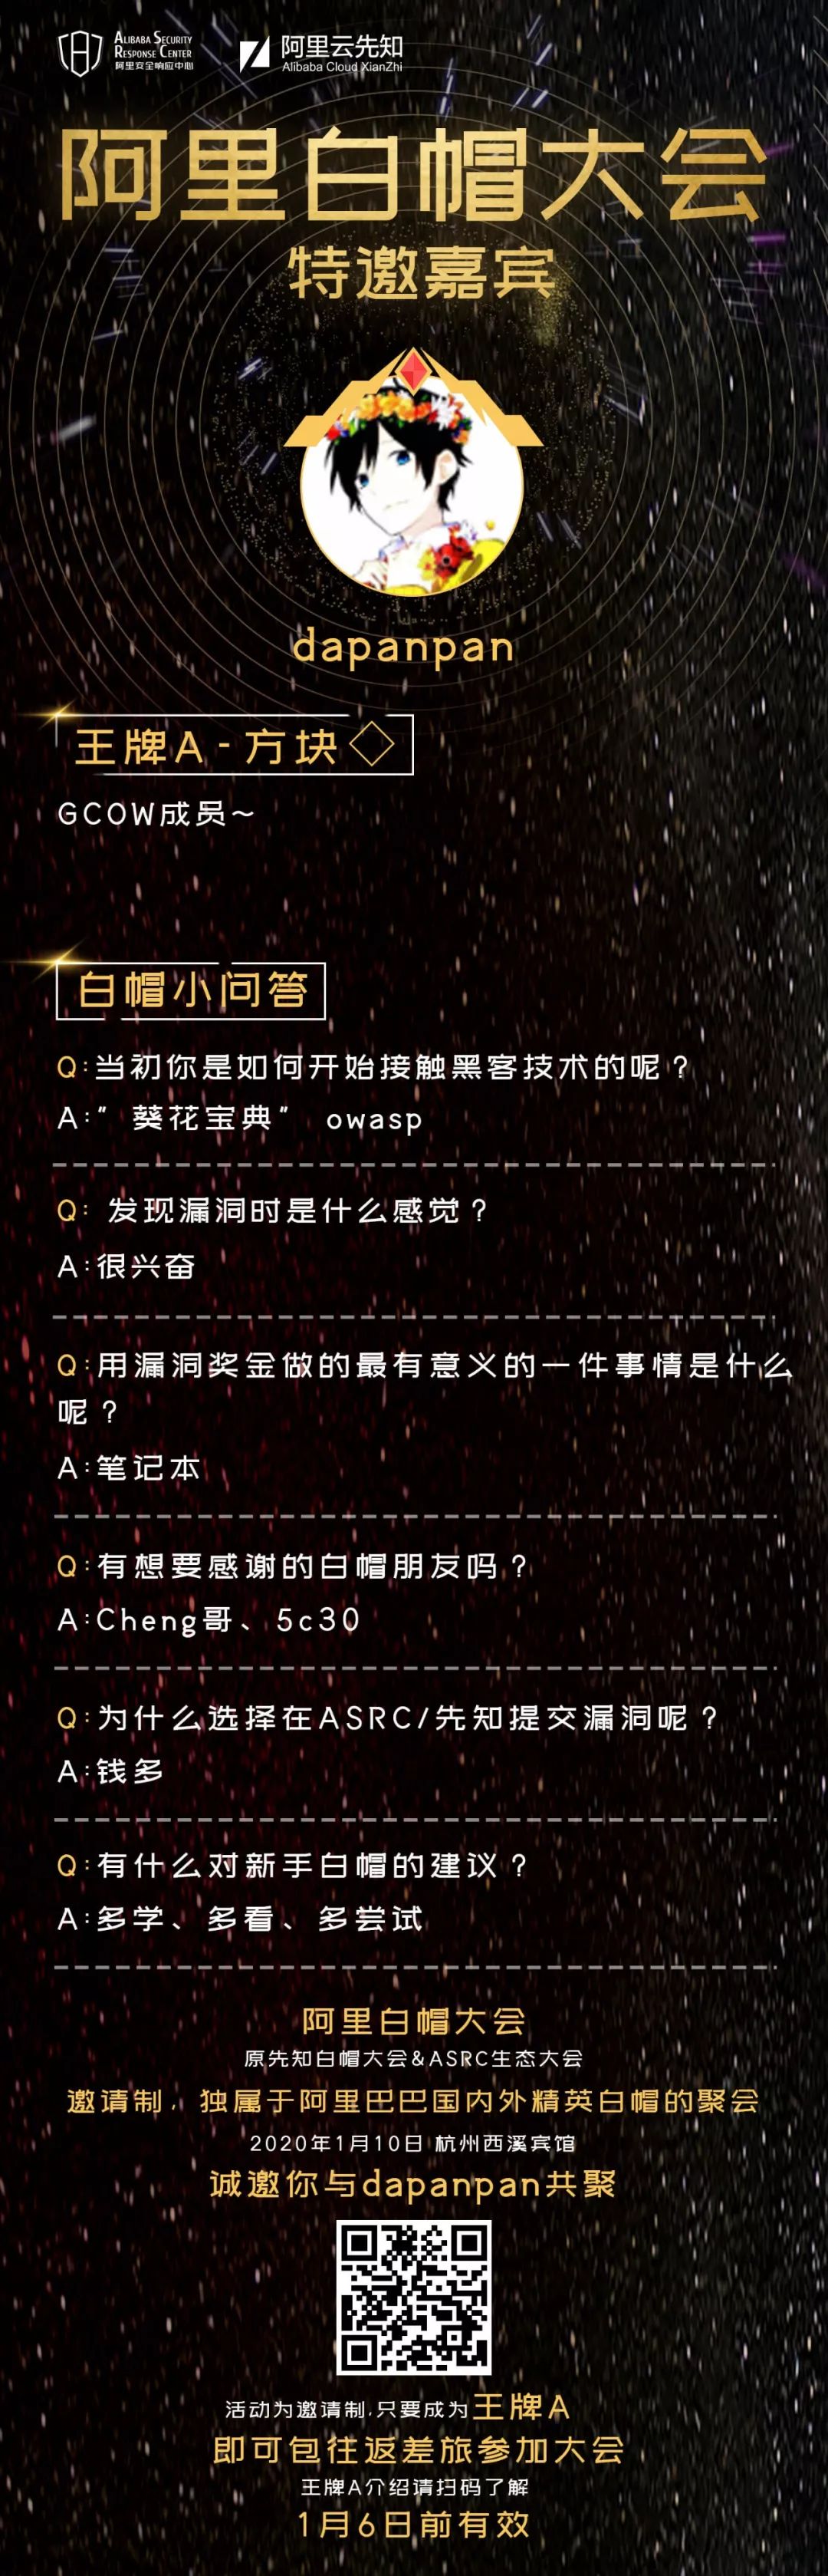 ALIBABA SECURITY
RESPONSE CENTER
阿里安全响应中心
阿里云先知
Alibaba Cloud XianZhi
阿里白帽大会
特邀嘉宾
dapanpan
王牌A-方块◇
GCOW成员~
白帽小问答
Q:当初你是如何开始接触黑客技术的呢？
A:”葵花宝典” owasp
Q: 发现漏洞时是什么感觉？
A:很兴奋
Q:用漏洞奖金做的最有意义的一件事情是什么
呢？
A:笔记本
Q:有想要感谢的白帽朋友吗？
A:Cheng哥、5c30
Q:为什么选择在ASRC/先知提交漏洞呢？
A:钱多
Q:有什么对新手白帽的建议？
A:多学、多看、多尝试
阿里白帽大会
原先知白帽大会&ASRC生态大会
邀请制，独属于阿里巴巴国内外精英白帽的聚会
2020年1月10日 杭州西溪宾馆
诚邀你与dapanpan共聚
活动为邀请制,只要成为王牌A
即可包往返差旅参加大会
王牌A介绍请扫码了解
1月6日前有效